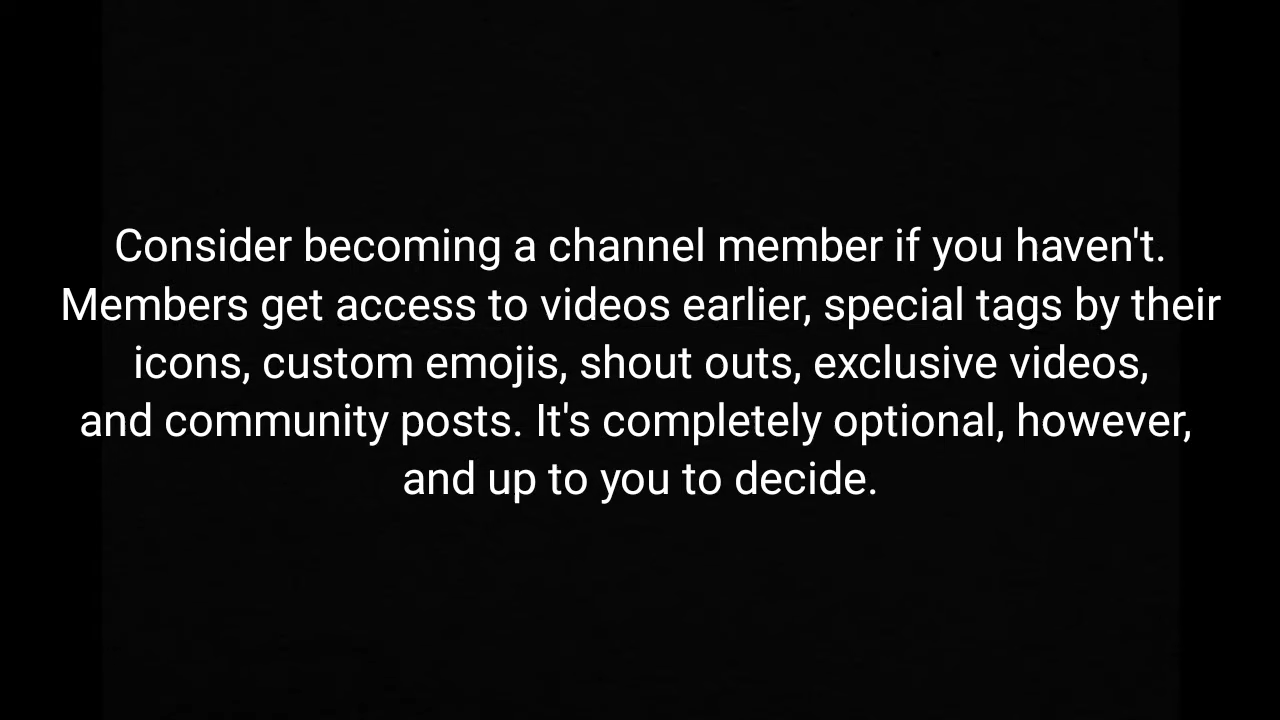 Consider becoming a channel member if you haven't.
Members get access to videos earlier, special tags by their
icons, custom emojis, shout outs, exclusive videos,
and community posts. It's completely optional, however,
and up to you to decide.